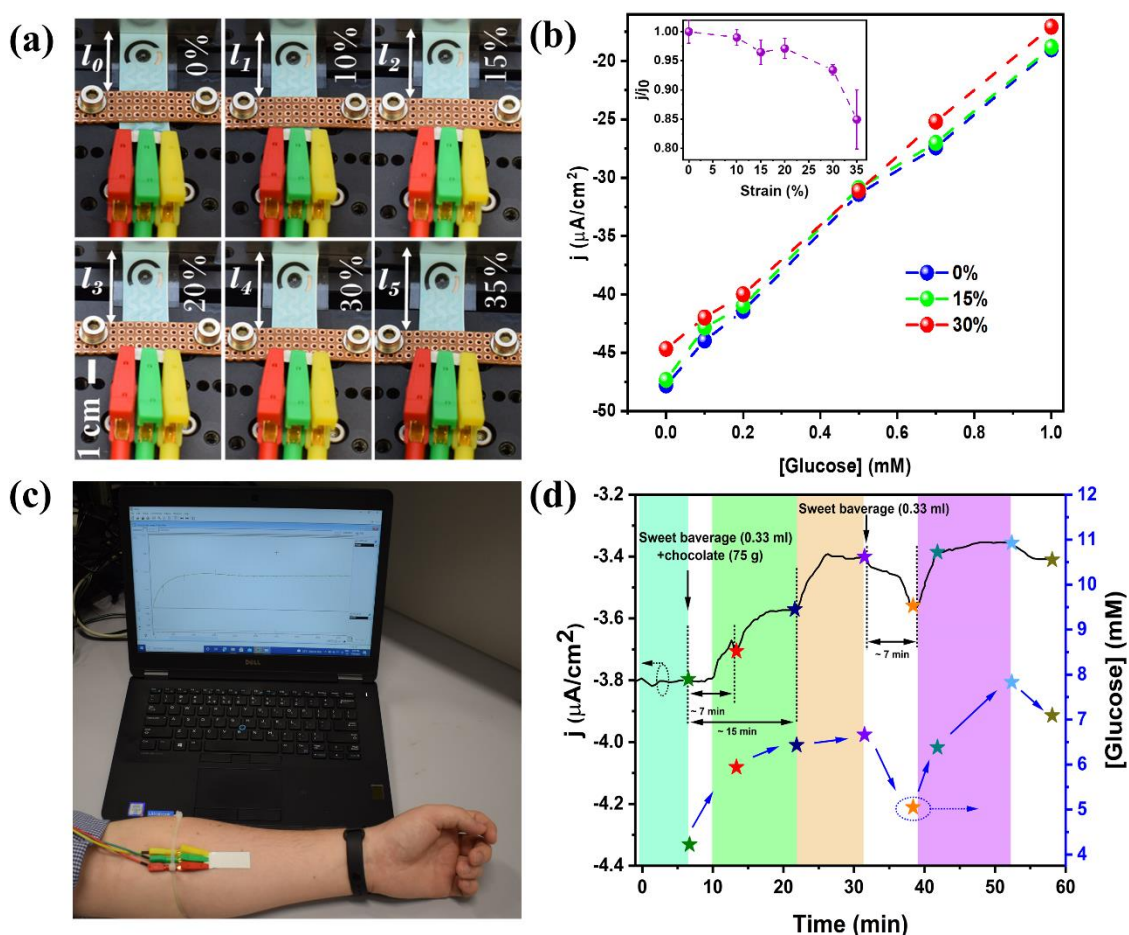 (a)
l0
0%
l1
10%
l2
15%
l3
20%
l4
30%
l5
35%
1 cm
(b)
j/j0
1.00
0.95
0.90
0.85
0.80
0 5 10 15 20 25 30 35
Strain (%)
j (μA/cm²)
-20
-25
-30
-35
-40
-45
-50
0%
15%
30%
0.0 0.2 0.4 0.6 0.8 1.0
[Glucose] (mM)
(c)
DELL
(d)
j (μA/cm²)
-3.2
-3.4
-3.6
-3.8
-4.0
-4.2
-4.4
Sweet baverage (0.33 ml)
+chocolate (75 g)
Sweet baverage (0.33 ml)
~ 7 min
~ 15 min
~ 7 min
12
11
10
9
8
7
6
5
4
[Glucose] (mM)
0 10 20 30 40 50 60
Time (min)